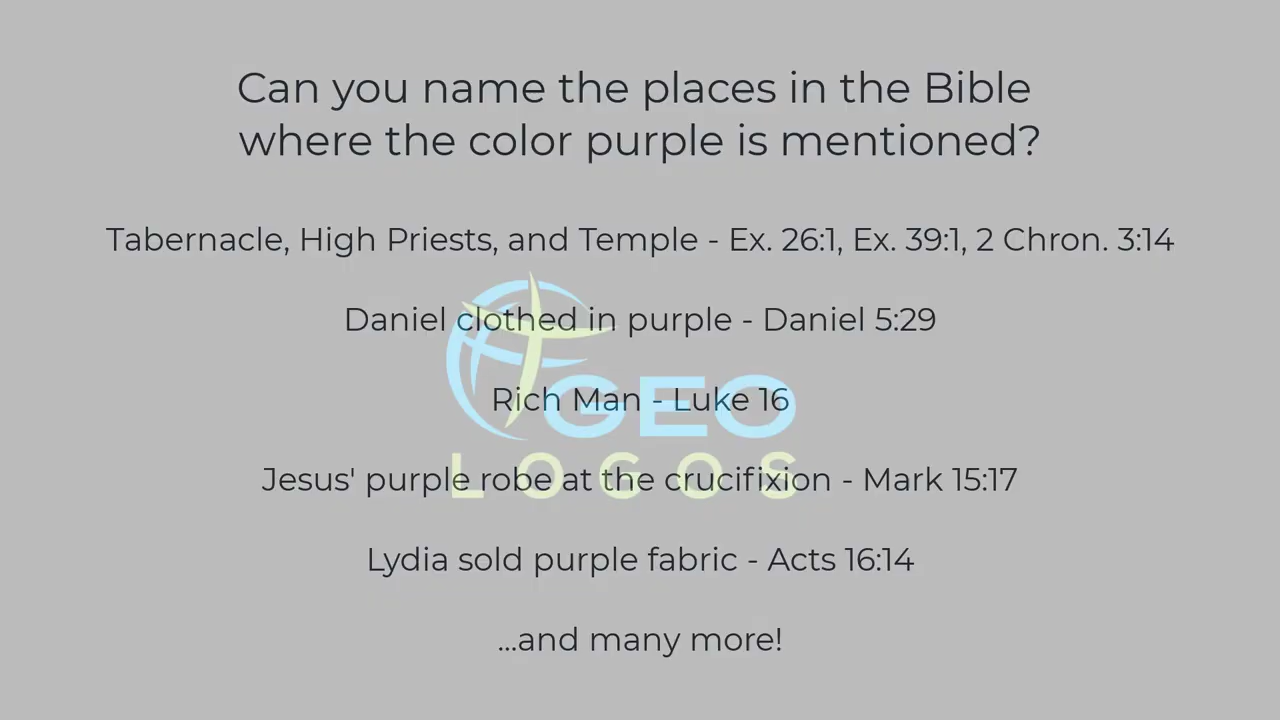 Can you name the places in the Bible
where the color purple is mentioned?
Tabernacle, High Priests, and Temple - Ex. 26:1, Ex. 39:1, 2 Chron. 3:14
Daniel clothed in purple - Daniel 5:29
Rich Man - Luke 16
GEO
LOGOS
Jesus' purple robe at the crucifixion - Mark 15:17
Lydia sold purple fabric - Acts 16:14
...and many more!